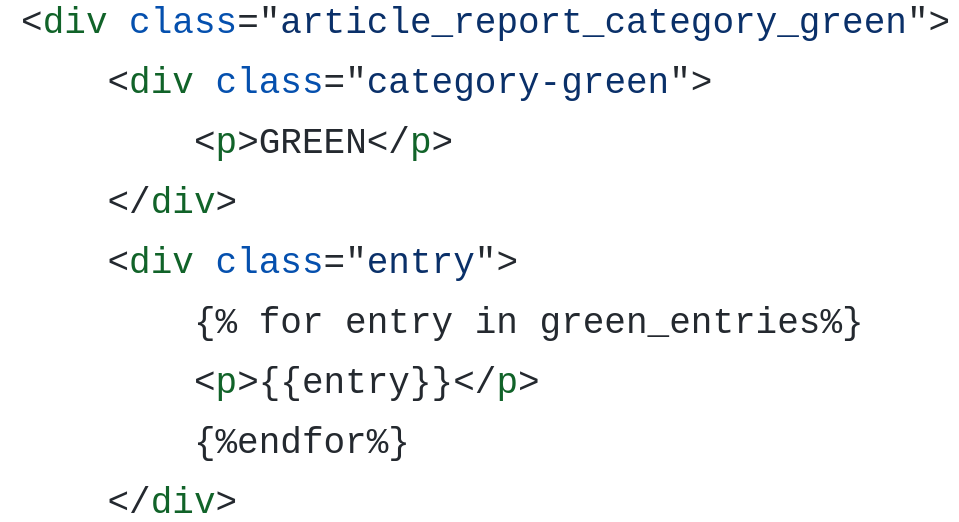 <div class="article_report_category_green">
    <div class="category-green">
        <p>GREEN</p>
    </div>
    <div class="entry">
        {% for entry in green_entries%}
        <p>{{entry}}</p>
        {%endfor%}
    </div>